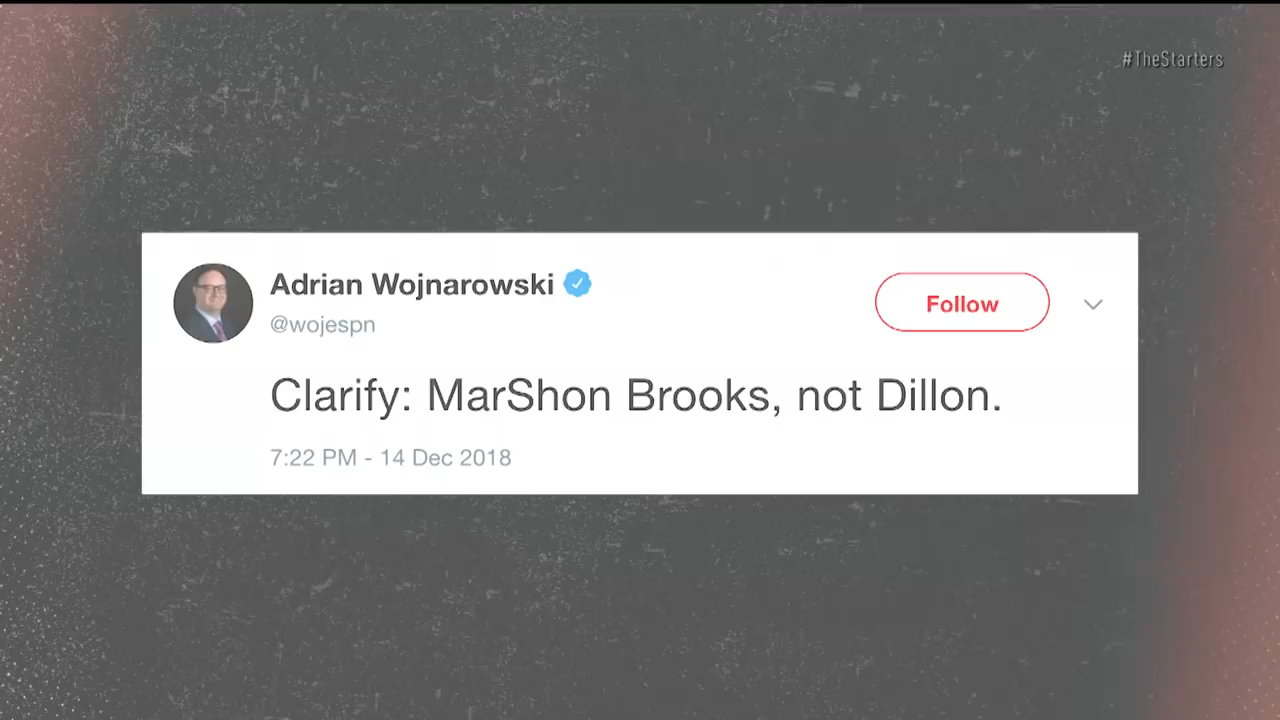 #TheStarters
Adrian Wojnarowski
@wojespn
Follow
Clarify: MarShon Brooks, not Dillon.
7:22 PM - 14 Dec 2018